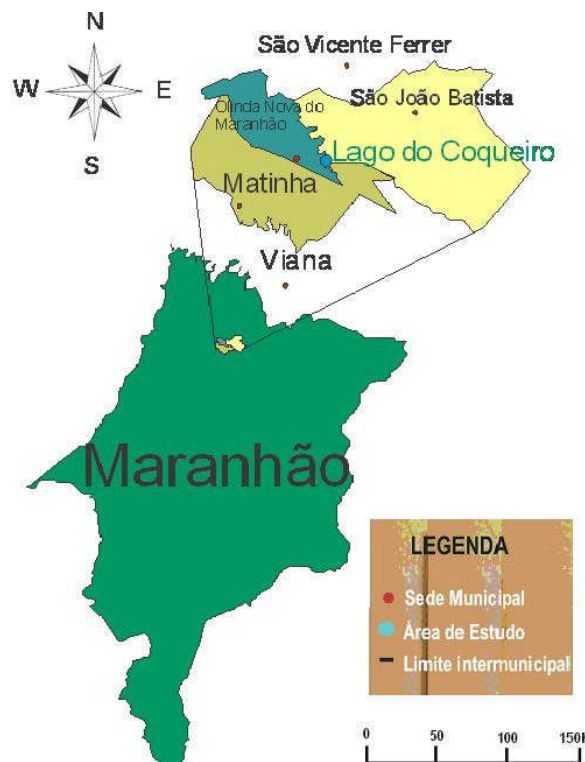 N
São Vicente Ferrer
W
E
São João Batista
Olinda Nova do
Maranhão
S
Lago do Coqueiro
Matinha
Viana
Maranhão
LEGENDA
Sede Municipal
Área de Estudo
Limite intermunicipal
0 50 100 150